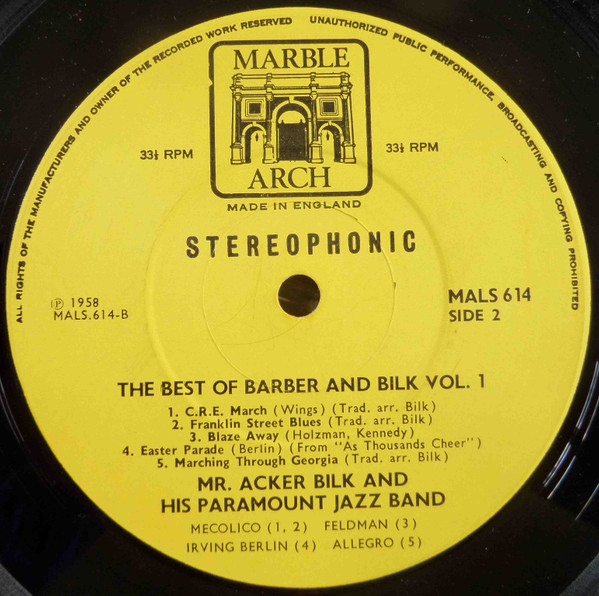 ALL RIGHTS OF THE MANUFACTURERS AND OWNER OF THE RECORDED WORK RESERVED UNAUTHORIZED PUBLIC PERFORMANCE, BROADCASTING AND COPYING PROHIBITED
MARBLE
ARCH
33⅓ RPM 33⅓ RPM
MADE IN ENGLAND
STEREOPHONIC
℗ 1958
MALS.614-B
MALS 614
SIDE 2
THE BEST OF BARBER AND BILK VOL. 1
1. C.R.E. March (Wings) (Trad. arr. Bilk)
2. Franklin Street Blues (Trad. arr. Bilk)
3. Blaze Away (Holzman, Kennedy)
4. Easter Parade (Berlin) (From "As Thousands Cheer")
5. Marching Through Georgia (Trad. arr. Bilk)
MR. ACKER BILK AND
HIS PARAMOUNT JAZZ BAND
MECOLICO (1, 2) FELDMAN (3)
IRVING BERLIN (4) ALLEGRO (5)